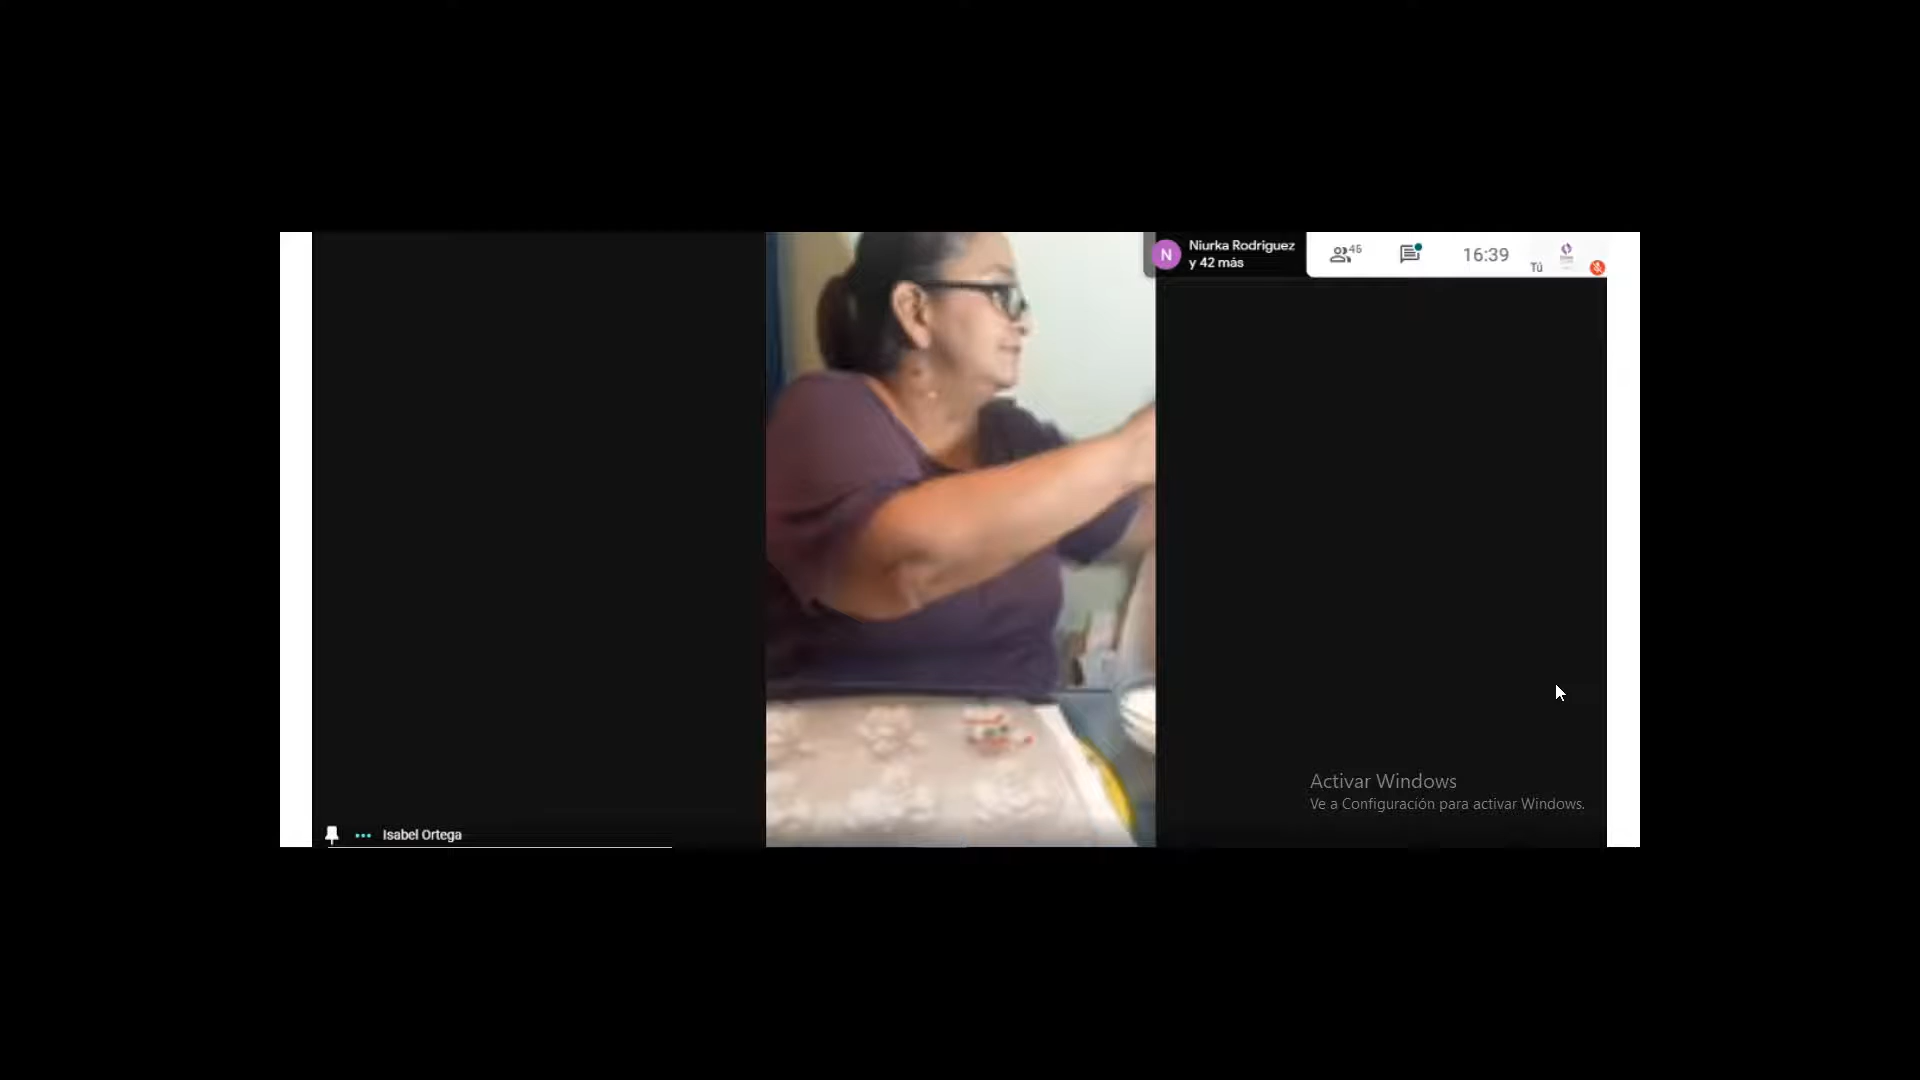 N
Niurka Rodriguez
y 42 más
45
16:39
Tú
Activar Windows
Ve a Configuración para activar Windows.
Isabel Ortega